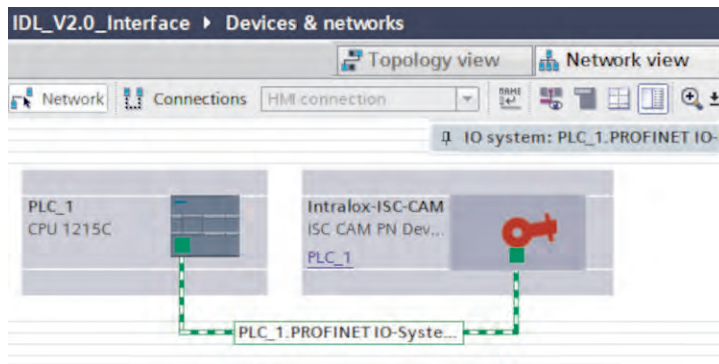 IDL_V2.0_Interface ▸ Devices & networks
Topology view Network view
Network Connections HMI connection
IO system: PLC_1.PROFINET IO-
PLC_1
CPU 1215C
Intralox-ISC-CAM
ISC CAM PN Dev...
PLC_1
PLC_1.PROFINET IO-Syste...